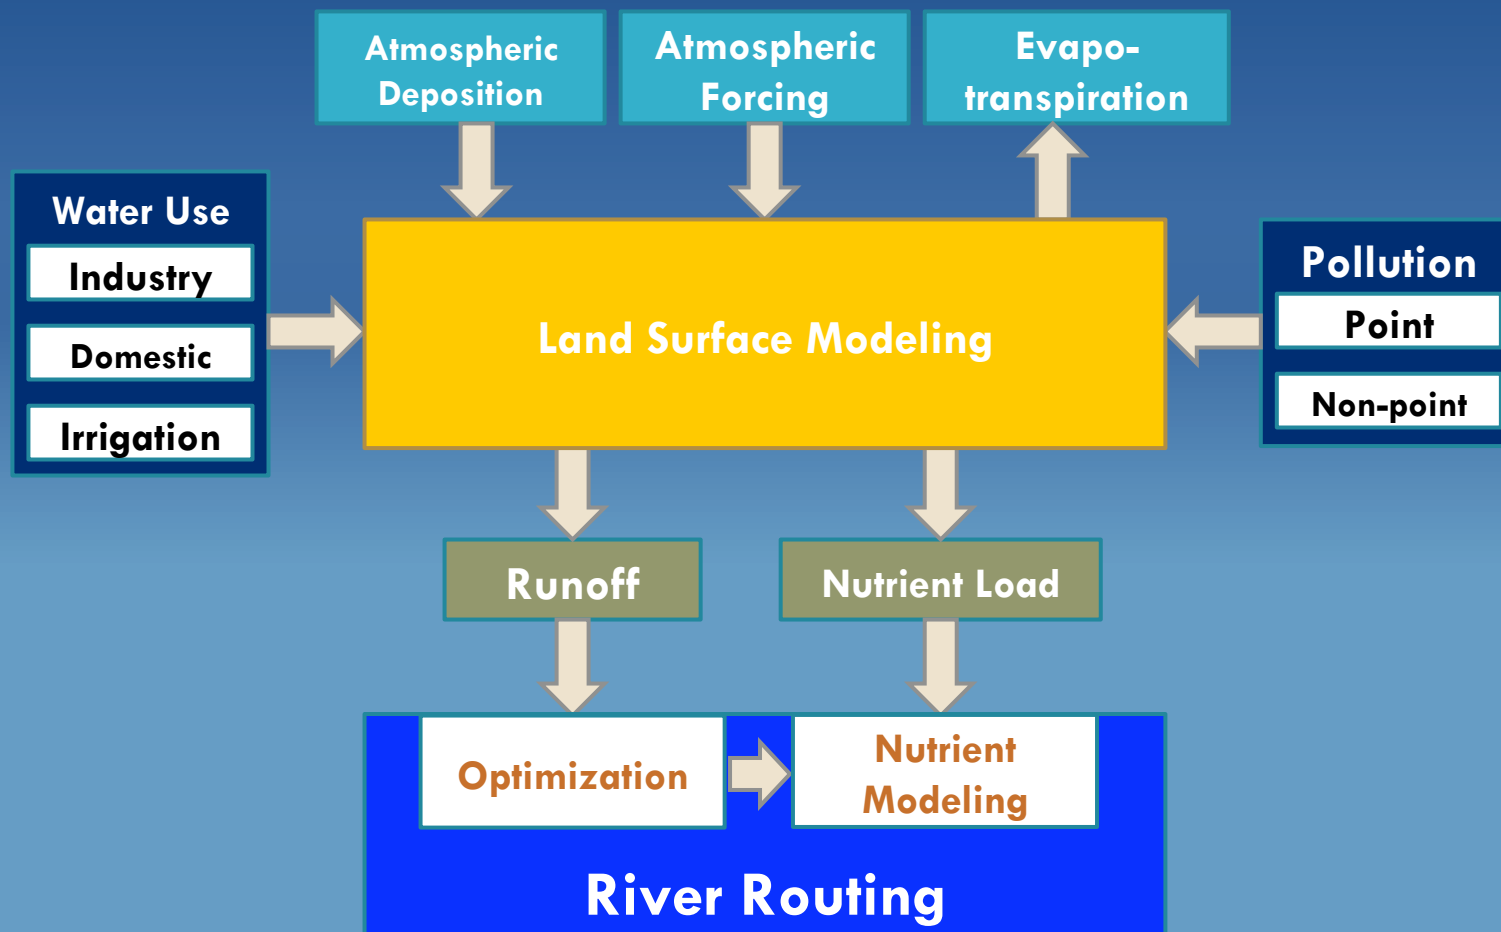 Atmospheric
Deposition
Atmospheric
Forcing
Evapo-
transpiration
Water Use
Industry
Domestic
Irrigation
Land Surface Modeling
Pollution
Point
Non-point
Runoff
Nutrient Load
Optimization
Nutrient
Modeling
River Routing